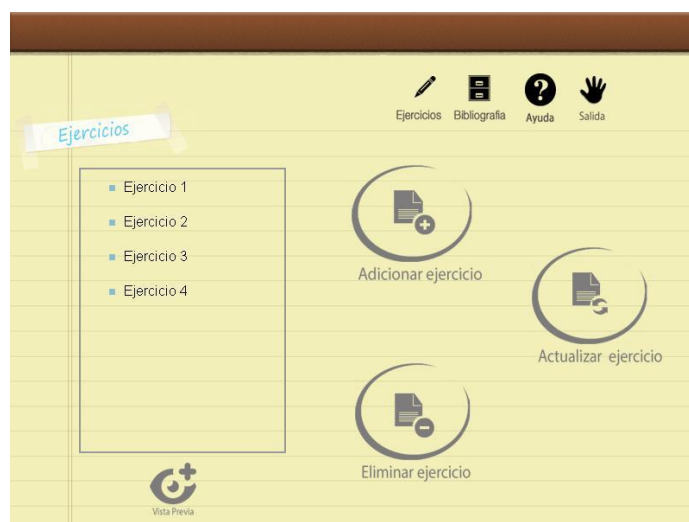 Ejercicios Bibliografia Ayuda Salida
Ejercicios
Ejercicio 1
Ejercicio 2
Ejercicio 3
Ejercicio 4
Adicionar ejercicio
Actualizar ejercicio
Eliminar ejercicio
Vista Previa